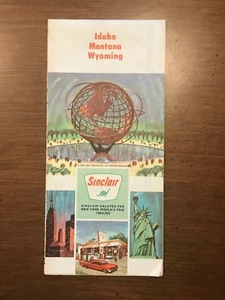 Idaho
Montana
Wyoming
Sinclair
SINCLAIR SALUTES THE
NEW YORK WORLD'S FAIR
1964/65